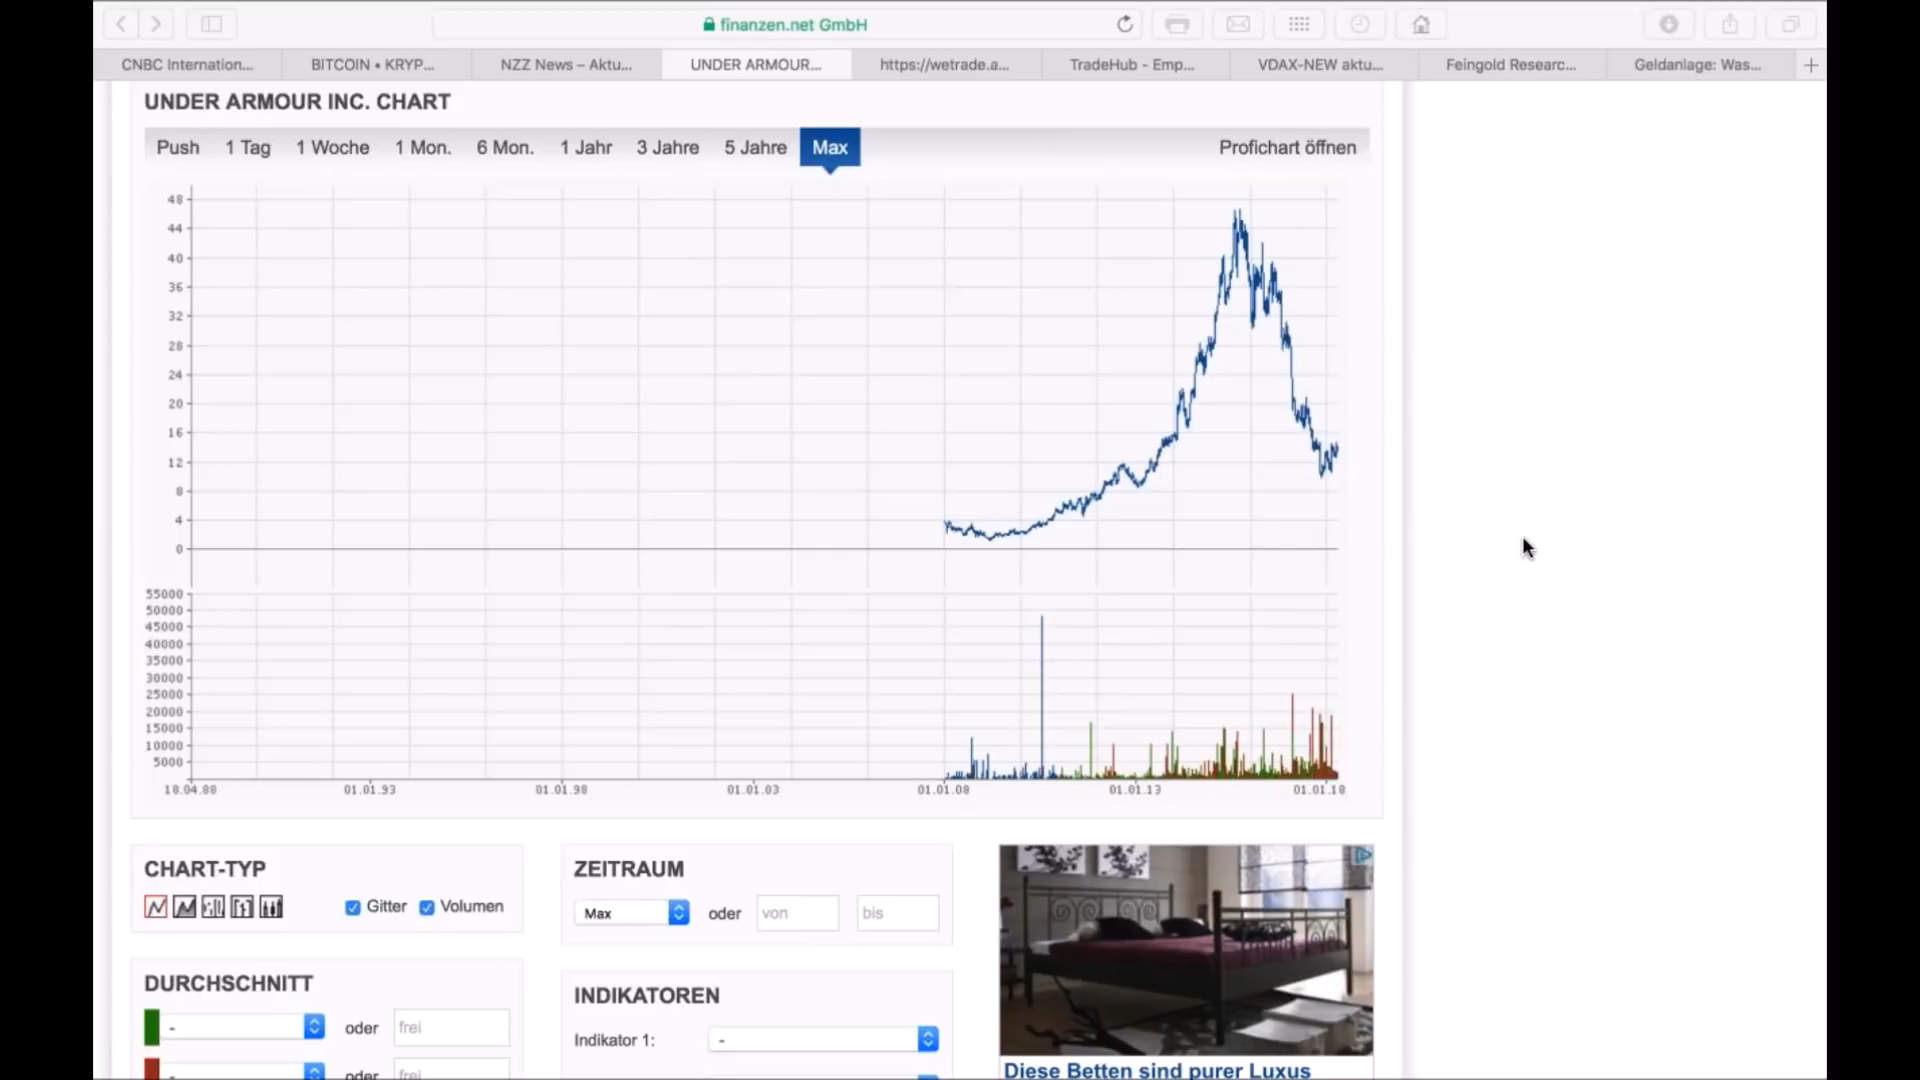 finanzen.net GmbH
CNBC Internation...
BITCOIN • KRYP...
NZZ News – Aktu...
UNDER ARMOUR...
https://wetrade.a...
TradeHub - Emp...
VDAX-NEW aktu...
Feingold Researc...
Geldanlage: Was...
UNDER ARMOUR INC. CHART
Push 1 Tag 1 Woche 1 Mon. 6 Mon. 1 Jahr 3 Jahre 5 Jahre Max Profichart öffnen
48
44
40
36
32
28
24
20
16
12
8
4
0
55000
50000
45000
40000
35000
30000
25000
20000
15000
10000
5000
18.04.88 01.01.93 01.01.98 01.01.03 01.01.08 01.01.13 01.01.18
CHART-TYP
Gitter Volumen
ZEITRAUM
Max oder von bis
DURCHSCHNITT
- oder frei
- oder frei
INDIKATOREN
Indikator 1: -
Diese Betten sind purer Luxus